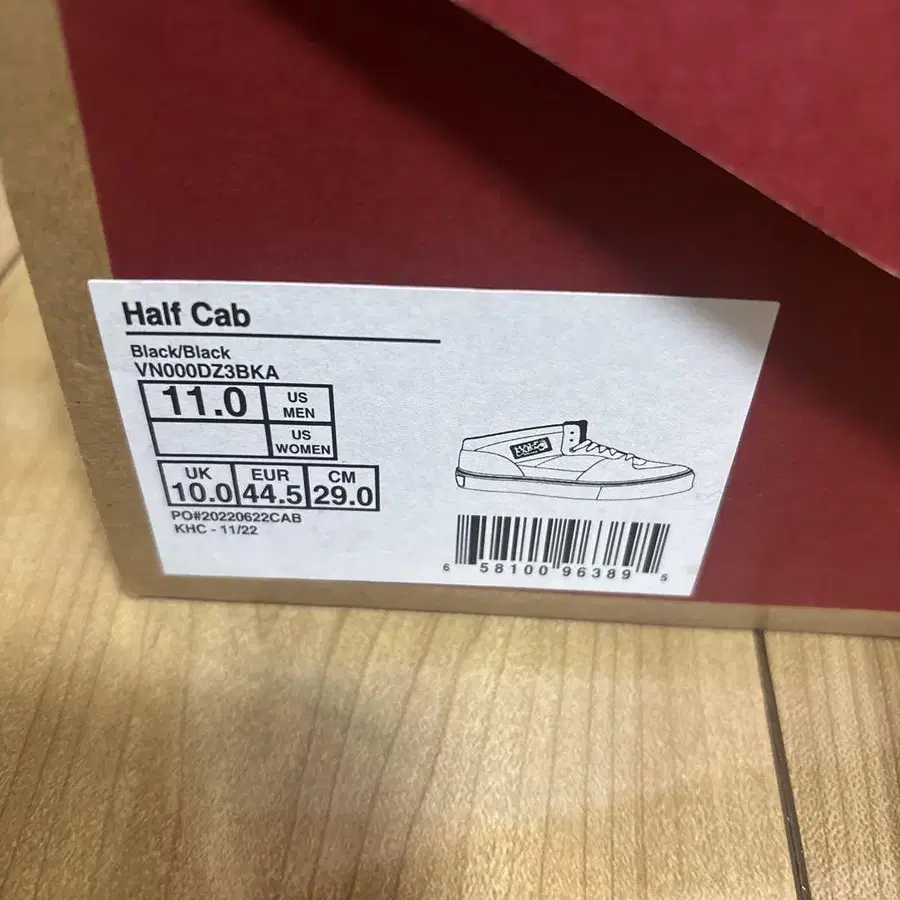 Half Cab
Black/Black
VN000DZ3BKA
11.0 US MEN
US WOMEN
UK EUR CM
10.0 44.5 29.0
PO#20220622CAB
KHC - 11/22
6 58100 96389 5